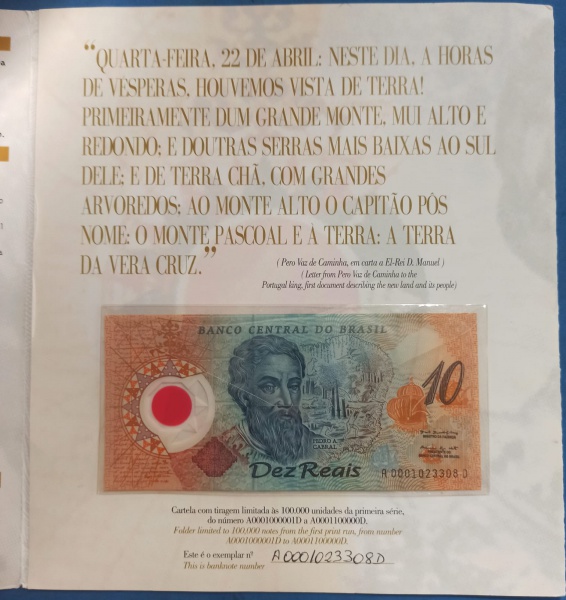 “QUARTA-FEIRA, 22 DE ABRIL: NESTE DIA, A HORAS
DE VÉSPERAS, HOUVEMOS VISTA DE TERRA!
PRIMEIRAMENTE DUM GRANDE MONTE, MUI ALTO E
REDONDO; E DOUTRAS SERRAS MAIS BAIXAS AO SUL
DELE; E DE TERRA CHÃ, COM GRANDES
ARVOREDOS: AO MONTE ALTO O CAPITÃO PÔS
NOME: O MONTE PASCOAL E À TERRA: A TERRA
DA VERA CRUZ.”
( Pero Vaz de Caminha, em carta a El-Rei D. Manuel )
( Letter from Pero Vaz de Caminha to the
Portugal king, first document describing the new land and its people)
BANCO CENTRAL DO BRASIL
10
PEDRO A.
CABRAL
Dez Reais
A 0001023308 D
Cartela com tiragem limitada às 100.000 unidades da primeira série,
do número A0001000001D a A0001100000D.
Folder limited to 100,000 notes from the first print run, from number
A0001000001D to A0001100000D.
Este é o exemplar nº A0001023308D
This is banknote number